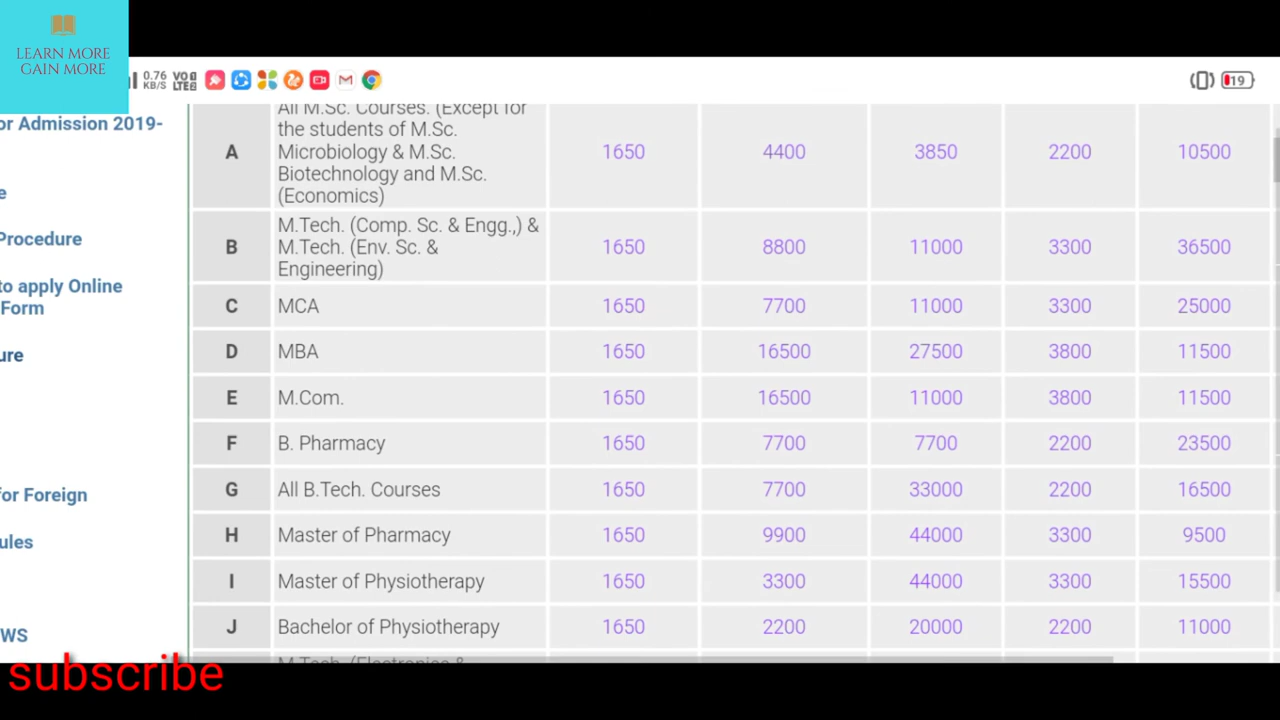 LEARN MORE
GAIN MORE
0.76
KB/S
VO
LTE2
19
or Admission 2019-
e
Procedure
to apply Online
Form
ure
for Foreign
ules
WS
A
All M.Sc. Courses. (Except for
the students of M.Sc.
Microbiology & M.Sc.
Biotechnology and M.Sc.
(Economics)
1650 4400 3850 2200 10500
B
M.Tech. (Comp. Sc. & Engg.,) &
M.Tech. (Env. Sc. &
Engineering)
1650 8800 11000 3300 36500
C MCA 1650 7700 11000 3300 25000
D MBA 1650 16500 27500 3800 11500
E M.Com. 1650 16500 11000 3800 11500
F B. Pharmacy 1650 7700 7700 2200 23500
G All B.Tech. Courses 1650 7700 33000 2200 16500
H Master of Pharmacy 1650 9900 44000 3300 9500
I Master of Physiotherapy 1650 3300 44000 3300 15500
J Bachelor of Physiotherapy 1650 2200 20000 2200 11000
M.Tech. (Electronics &
subscribe